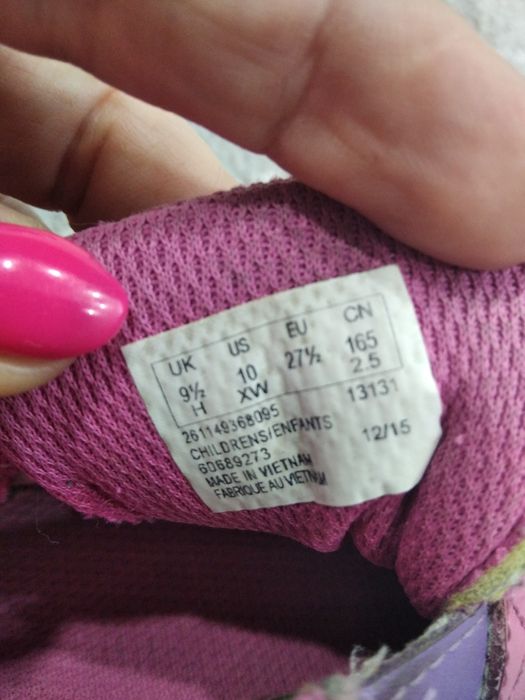 UK US EU CN
9½ 10 27½ 165
H XW 2.5
261149368095 13131
CHILDRENS/ENFANTS
60689273 12/15
MADE IN VIETNAM
FABRIQUE AU VIETNAM